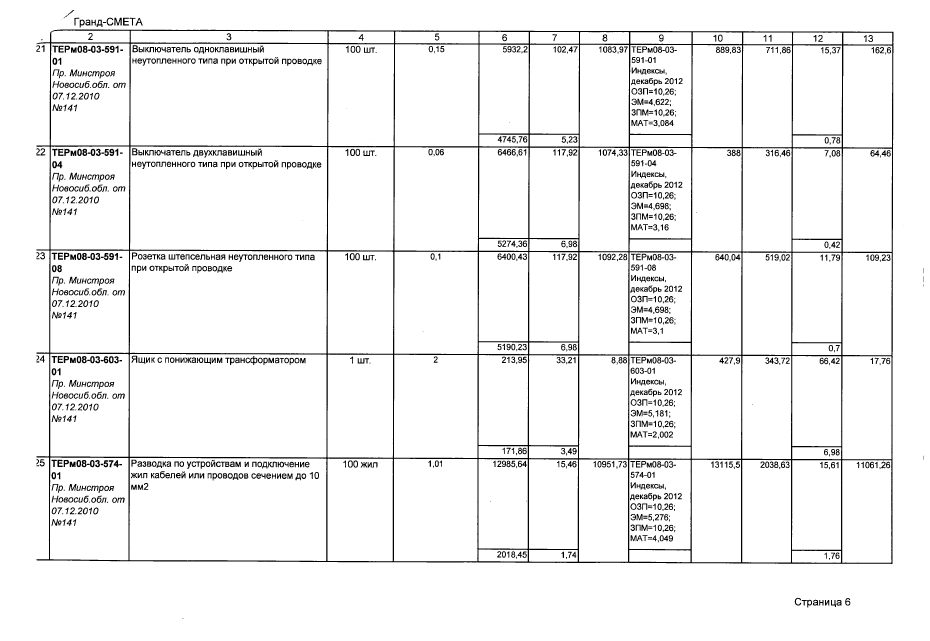 Гранд-СМЕТА
2 3 4 5 6 7 8 9 10 11 12 13
21 ТЕРм08-03-591- Выключатель одноклавишный 100 шт. 0,15 5932,2 102,47 1083,97 ТЕРм08-03- 889,83 711,86 15,37 162,6
01 неутопленного типа при открытой проводке 591-01
Пр. Минстроя Индексы,
Новосиб.обл. от декабрь 2012
07.12.2010 ОЗП=10,26;
№141 ЭМ=4,622;
ЗПМ=10,26;
МАТ=3,084
4745,76 5,23 0,78
22 ТЕРм08-03-591- Выключатель двухклавишный 100 шт. 0,06 6466,61 117,92 1074,33 ТЕРм08-03- 388 316,46 7,08 64,46
04 неутопленного типа при открытой проводке 591-04
Пр. Минстроя Индексы,
Новосиб.обл. от декабрь 2012
07.12.2010 ОЗП=10,26;
№141 ЭМ=4,698;
ЗПМ=10,26;
МАТ=3,16
5274,36 6,98 0,42
23 ТЕРм08-03-591- Розетка штепсельная неутопленного типа 100 шт. 0,1 6400,43 117,92 1092,28 ТЕРм08-03- 640,04 519,02 11,79 109,23
08 при открытой проводке 591-08
Пр. Минстроя Индексы,
Новосиб.обл. от декабрь 2012
07.12.2010 ОЗП=10,26;
№141 ЭМ=4,698;
ЗПМ=10,26;
МАТ=3,1
5190,23 6,98 0,7
24 ТЕРм08-03-603- Ящик с понижающим трансформатором 1 шт. 2 213,95 33,21 8,88 ТЕРм08-03- 427,9 343,72 66,42 17,76
01 603-01
Пр. Минстроя Индексы,
Новосиб.обл. от декабрь 2012
07.12.2010 ОЗП=10,26;
№141 ЭМ=5,181;
ЗПМ=10,26;
МАТ=2,002
171,86 3,49 6,98
25 ТЕРм08-03-574- Разводка по устройствам и подключение 100 жил 1,01 12985,64 15,46 10951,73 ТЕРм08-03- 13115,5 2038,63 15,61 11061,26
01 жил кабелей или проводов сечением до 10 574-01
Пр. Минстроя мм2 Индексы,
Новосиб.обл. от декабрь 2012
07.12.2010 ОЗП=10,26;
№141 ЭМ=5,276;
ЗПМ=10,26;
МАТ=4,049
2018,45 1,74 1,76
Страница 6